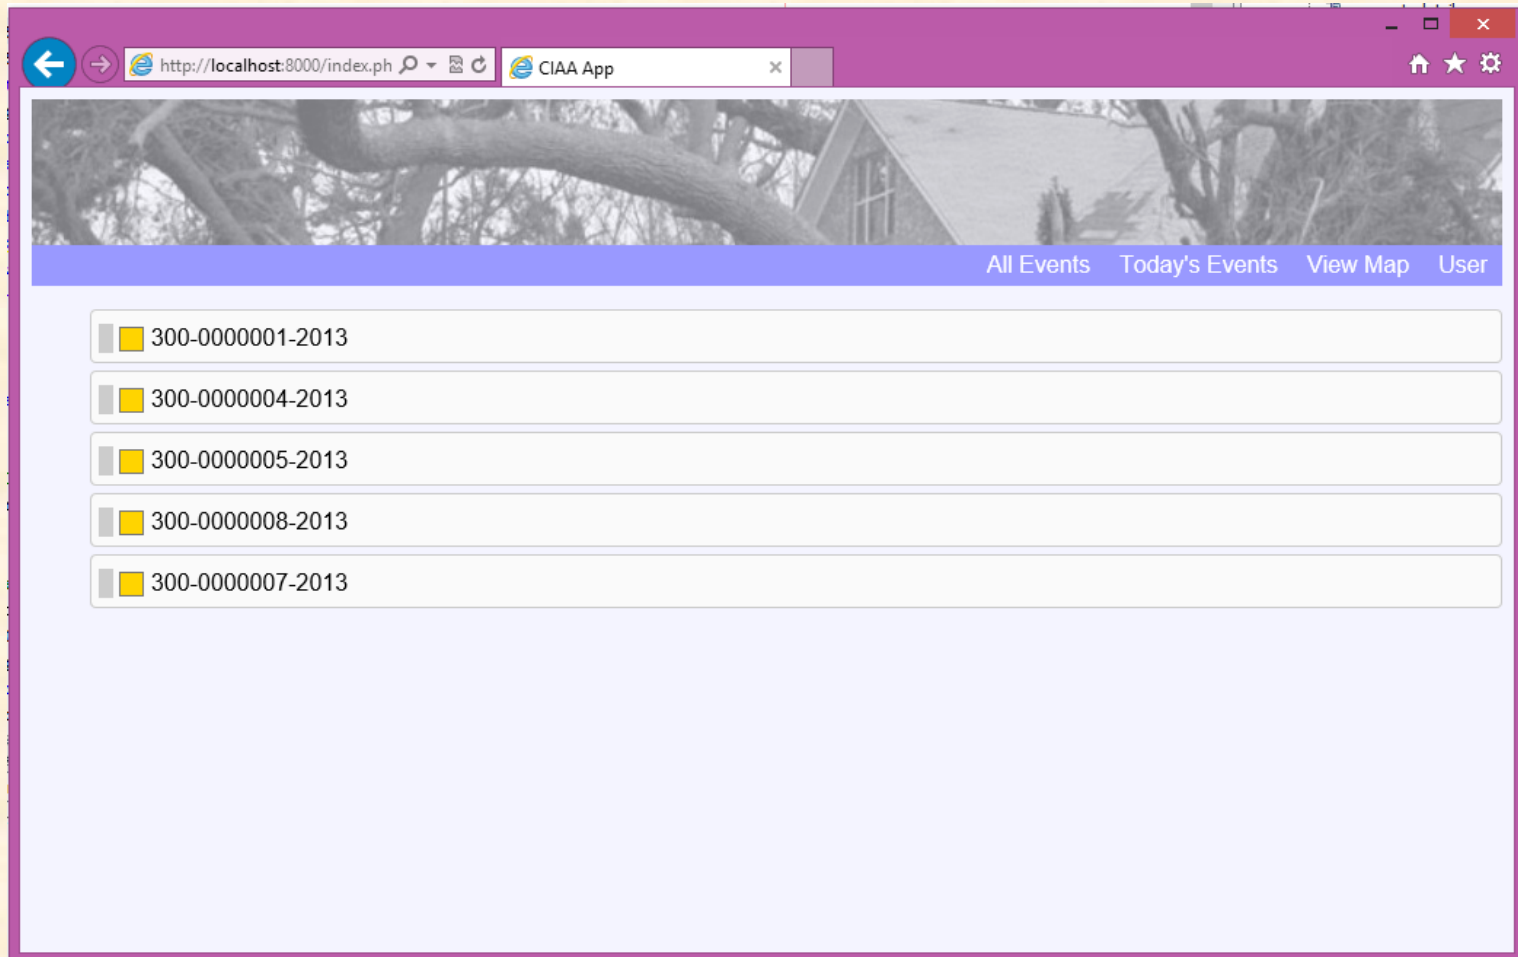 http://localhost:8000/index.ph
CIAA App
All Events Today's Events View Map User
300-0000001-2013
300-0000004-2013
300-0000005-2013
300-0000008-2013
300-0000007-2013